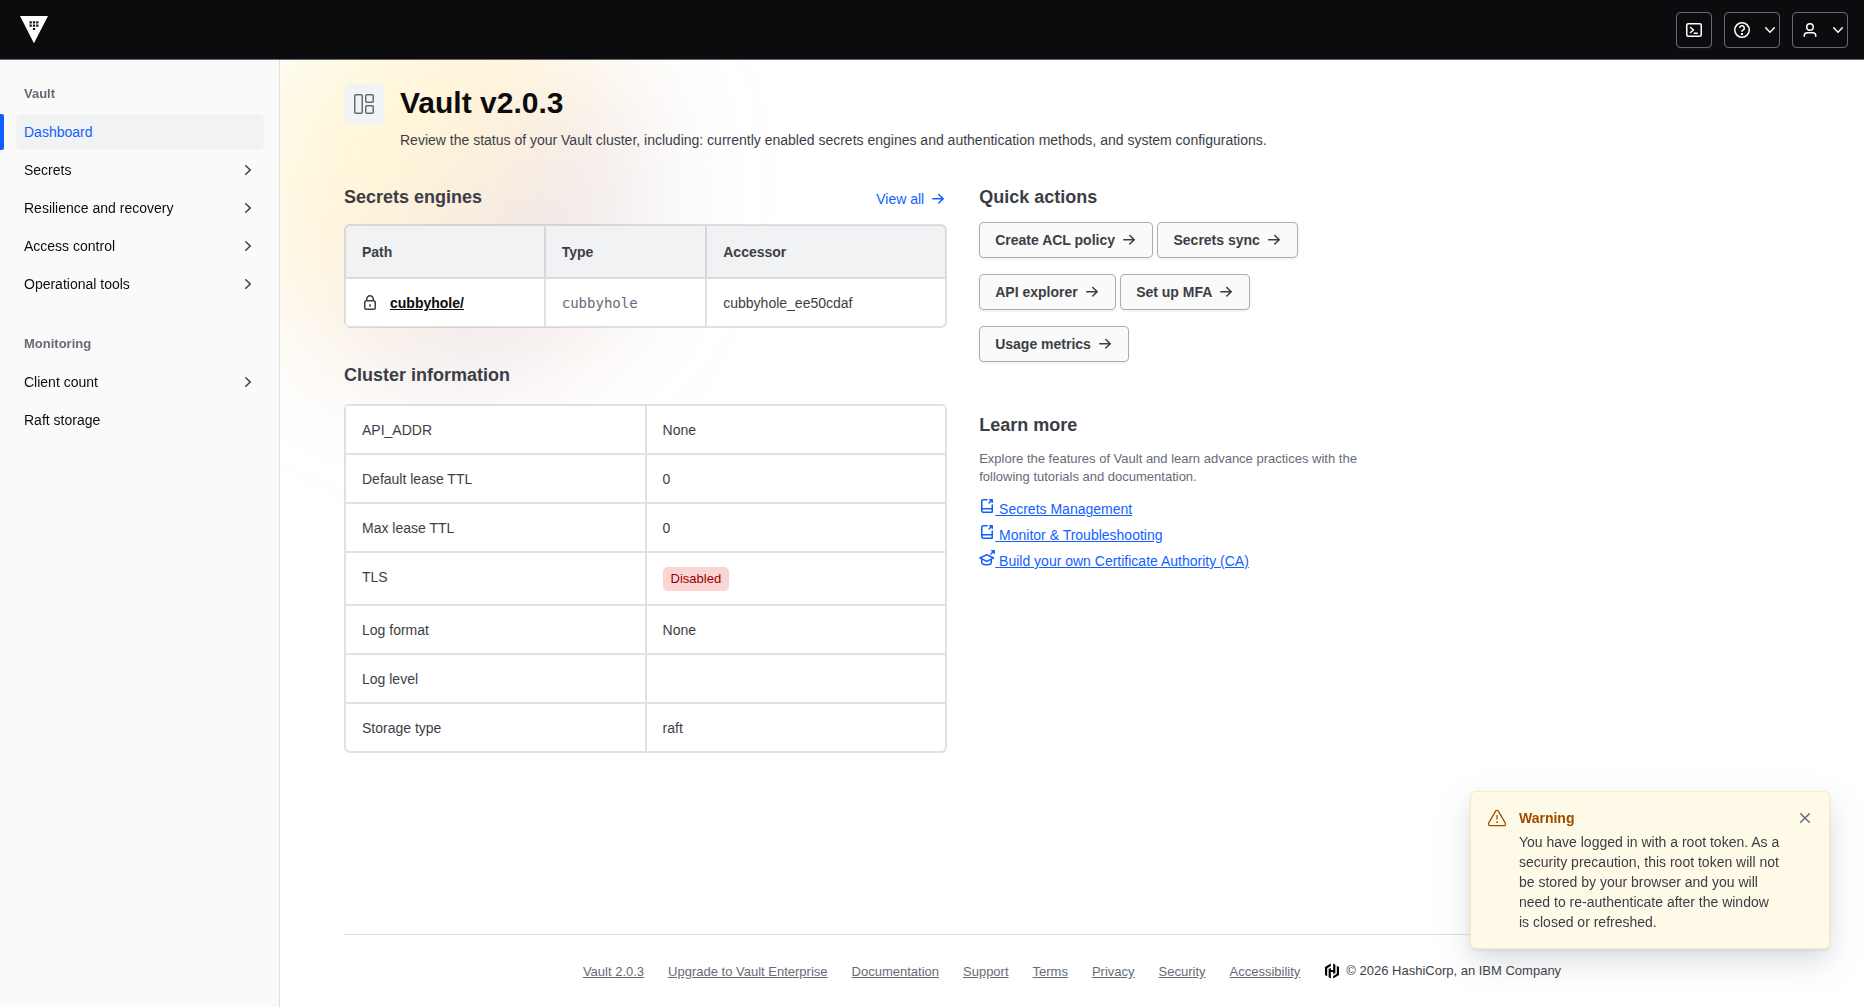 Vault
Dashboard
Secrets
Resilience and recovery
Access control
Operational tools
Monitoring
Client count
Raft storage
Vault v2.0.3
Review the status of your Vault cluster, including: currently enabled secrets engines and authentication methods, and system configurations.
Secrets engines
View all
Path Type Accessor
cubbyhole/ cubbyhole cubbyhole_ee50cdaf
Cluster information
API_ADDR None
Default lease TTL 0
Max lease TTL 0
TLS Disabled
Log format None
Log level
Storage type raft
Quick actions
Create ACL policy Secrets sync
API explorer Set up MFA
Usage metrics
Learn more
Explore the features of Vault and learn advance practices with the
following tutorials and documentation.
Secrets Management
Monitor & Troubleshooting
Build your own Certificate Authority (CA)
Warning
You have logged in with a root token. As a
security precaution, this root token will not
be stored by your browser and you will
need to re-authenticate after the window
is closed or refreshed.
Vault 2.0.3 Upgrade to Vault Enterprise Documentation Support Terms Privacy Security Accessibility © 2026 HashiCorp, an IBM Company